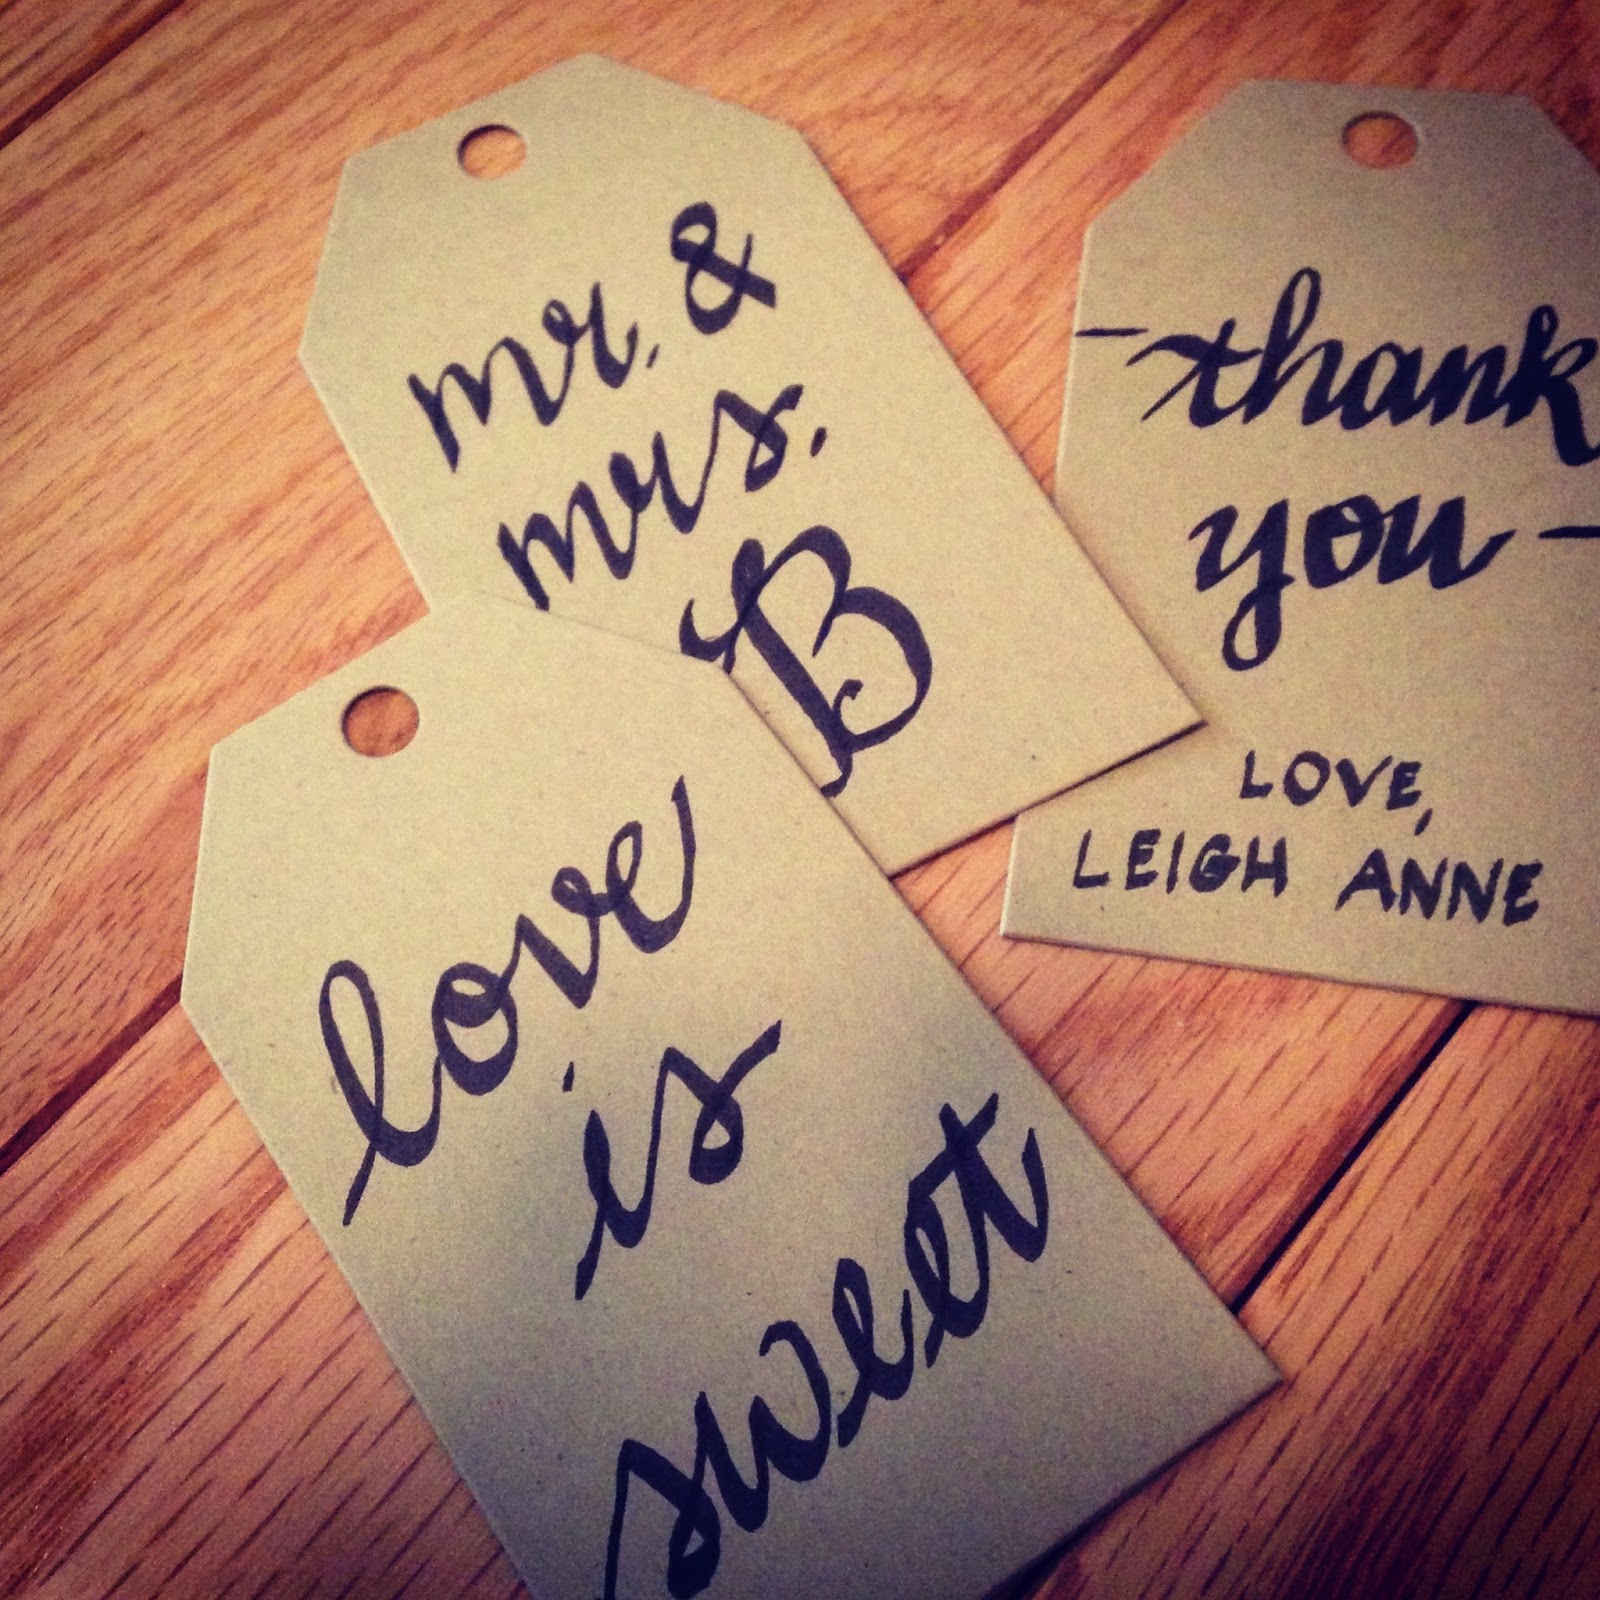 mr. &
mrs.
B
-thank
you-
LOVE,
LEIGH ANNE
love
is
sweet